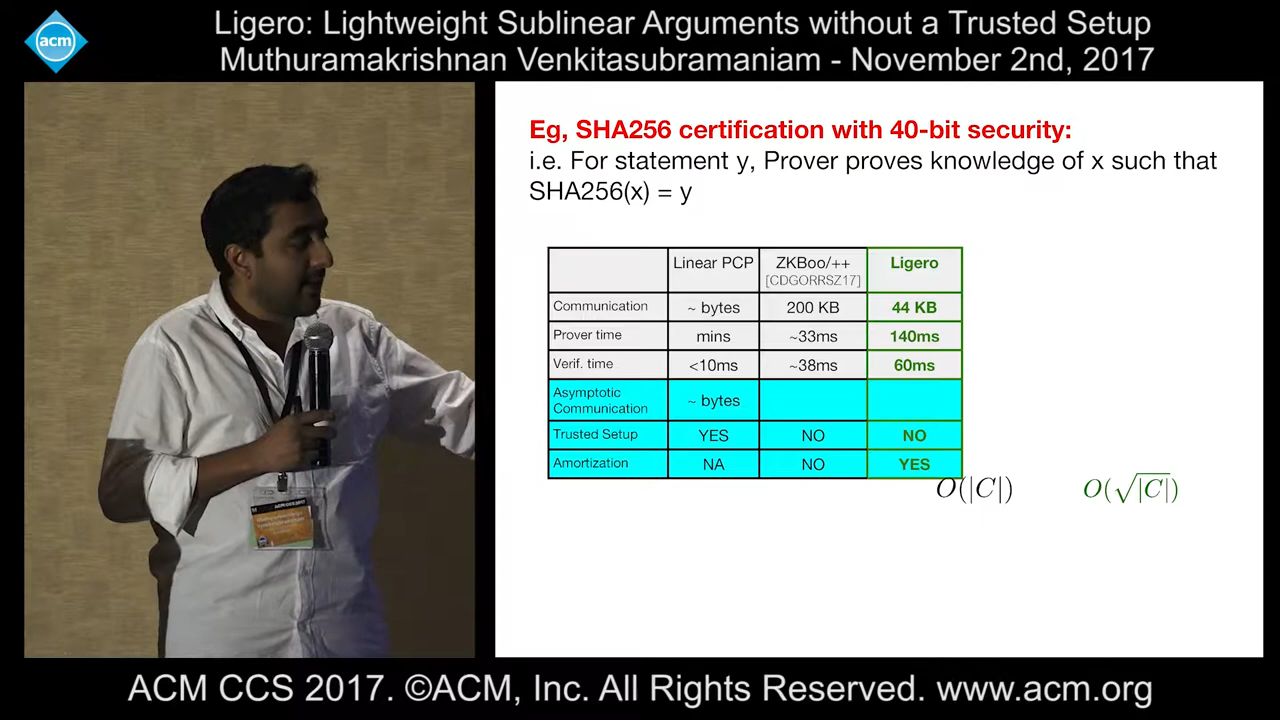 Ligero: Lightweight Sublinear Arguments without a Trusted Setup
acm
Muthuramakrishnan Venkitasubramaniam - November 2nd, 2017
Eg, SHA256 certification with 40-bit security:
i.e. For statement y, Prover proves knowledge of x such that
SHA256(x) = y
Linear PCP ZKBoo/++ Ligero
[CDGORRSZ17]
Communication ~ bytes 200 KB 44 KB
Prover time mins ~33ms 140ms
Verif. time <10ms ~38ms 60ms
Asymptotic
Communication ~ bytes
Trusted Setup YES NO NO
Amortization NA NO YES
O(|C|) O(√|C|)
ACM CCS 2017. ©ACM, Inc. All Rights Reserved. www.acm.org